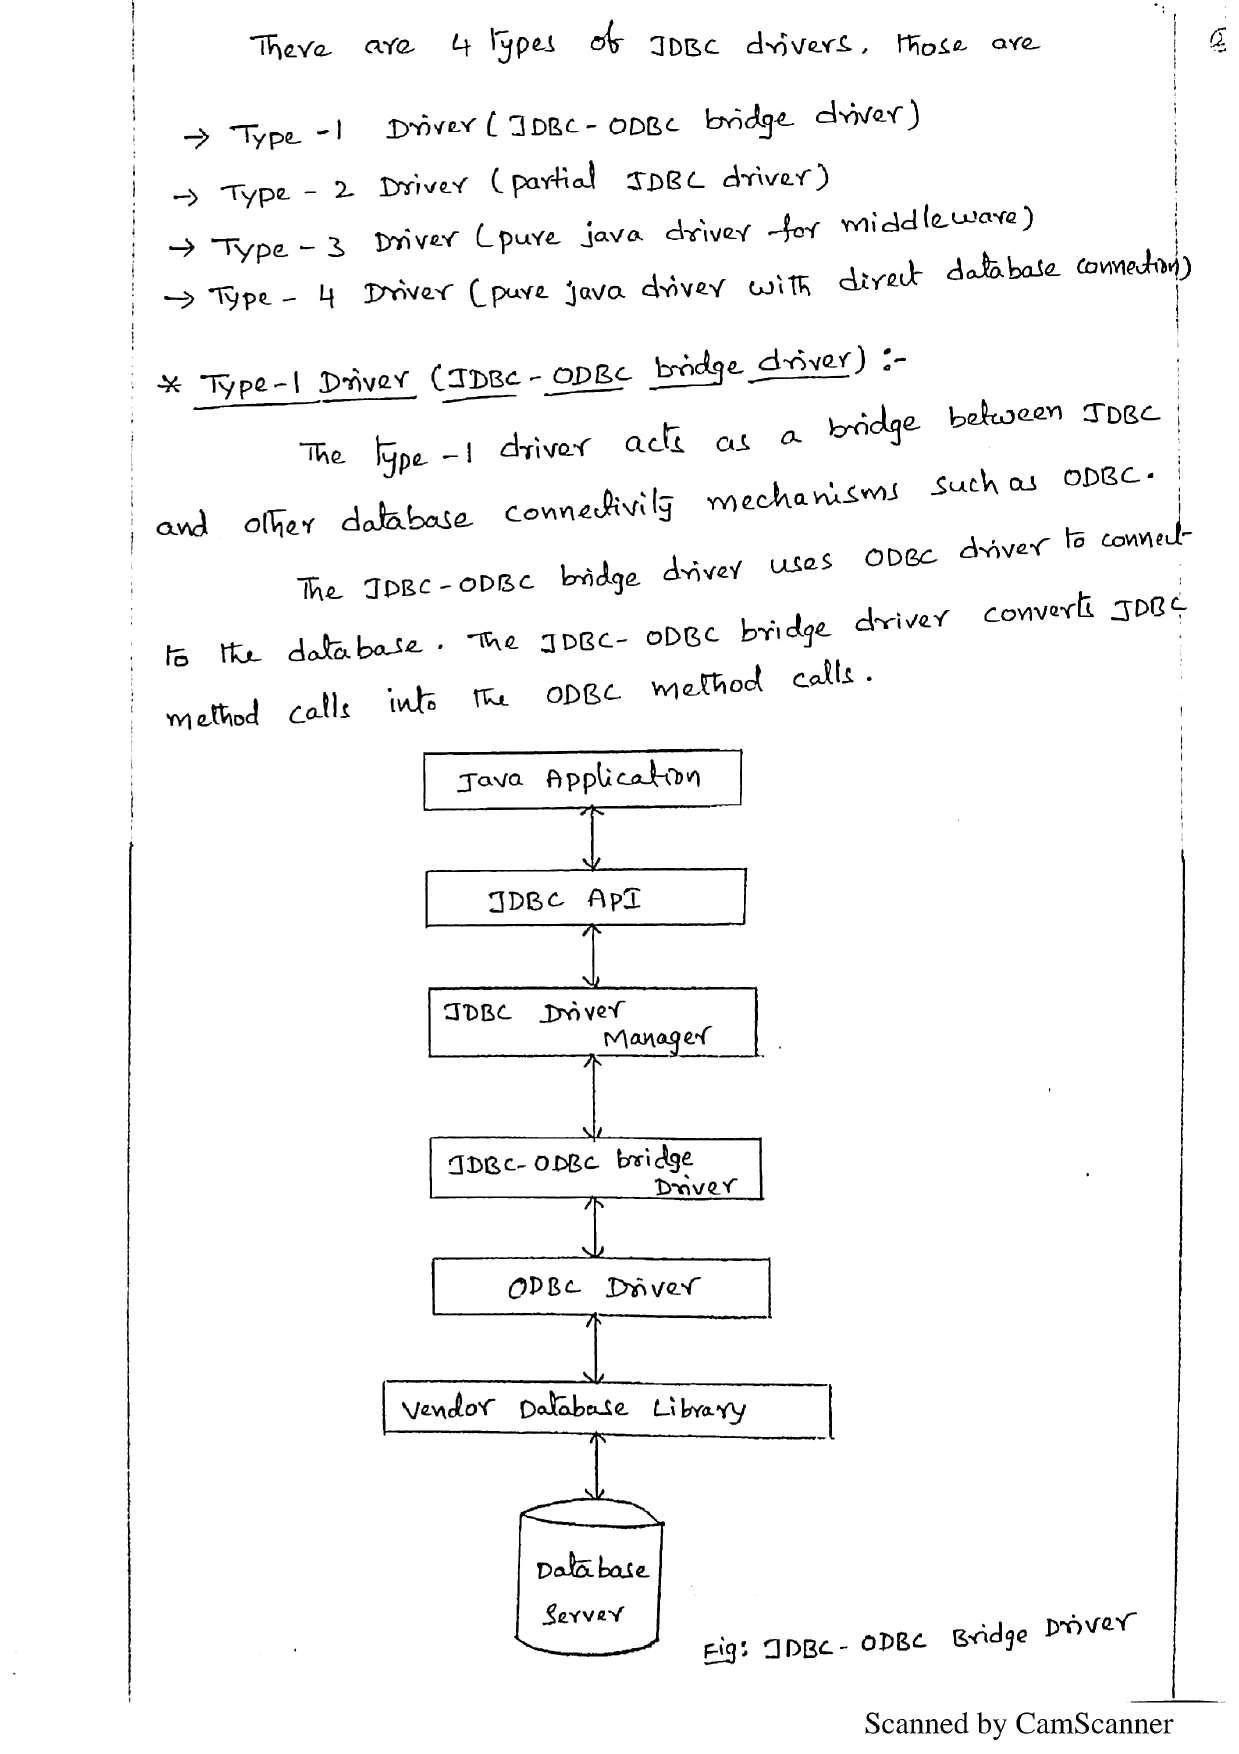 There are 4 types of JDBC drivers, those are
→ Type -1 Driver (JDBC - ODBC bridge driver)
→ Type - 2 Driver (partial JDBC driver)
→ Type - 3 Driver (pure java driver for middleware)
→ Type - 4 Driver (pure java driver with direct database connection)
* Type-1 Driver (JDBC - ODBC bridge driver) :-
The type -1 driver acts as a bridge between JDBC
and other database connectivity mechanisms such as ODBC.
The JDBC - ODBC bridge driver uses ODBC driver to connect
to the database. The JDBC- ODBC bridge driver converts JDBC
method calls into the ODBC method calls.
Java Application
JDBC API
JDBC Driver
Manager
JDBC-ODBC bridge
Driver
ODBC Driver
Vendor Database Library
Database
Server
Fig: JDBC - ODBC Bridge Driver
Scanned by CamScanner